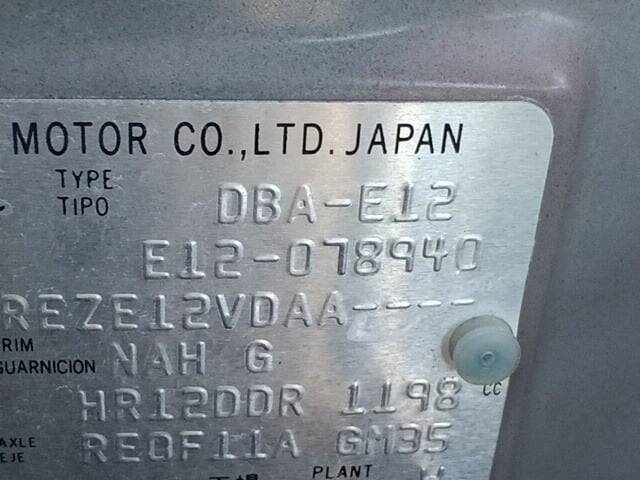 MOTOR CO.,LTD. JAPAN
TYPE
TIPO
DBA-E12
E12-078940
REZE12VDAA----
RIM
GUARNICION
NAH G
HR12DDR 1198 CC
AXLE
EJE
RE0F11A GM35
PLANT